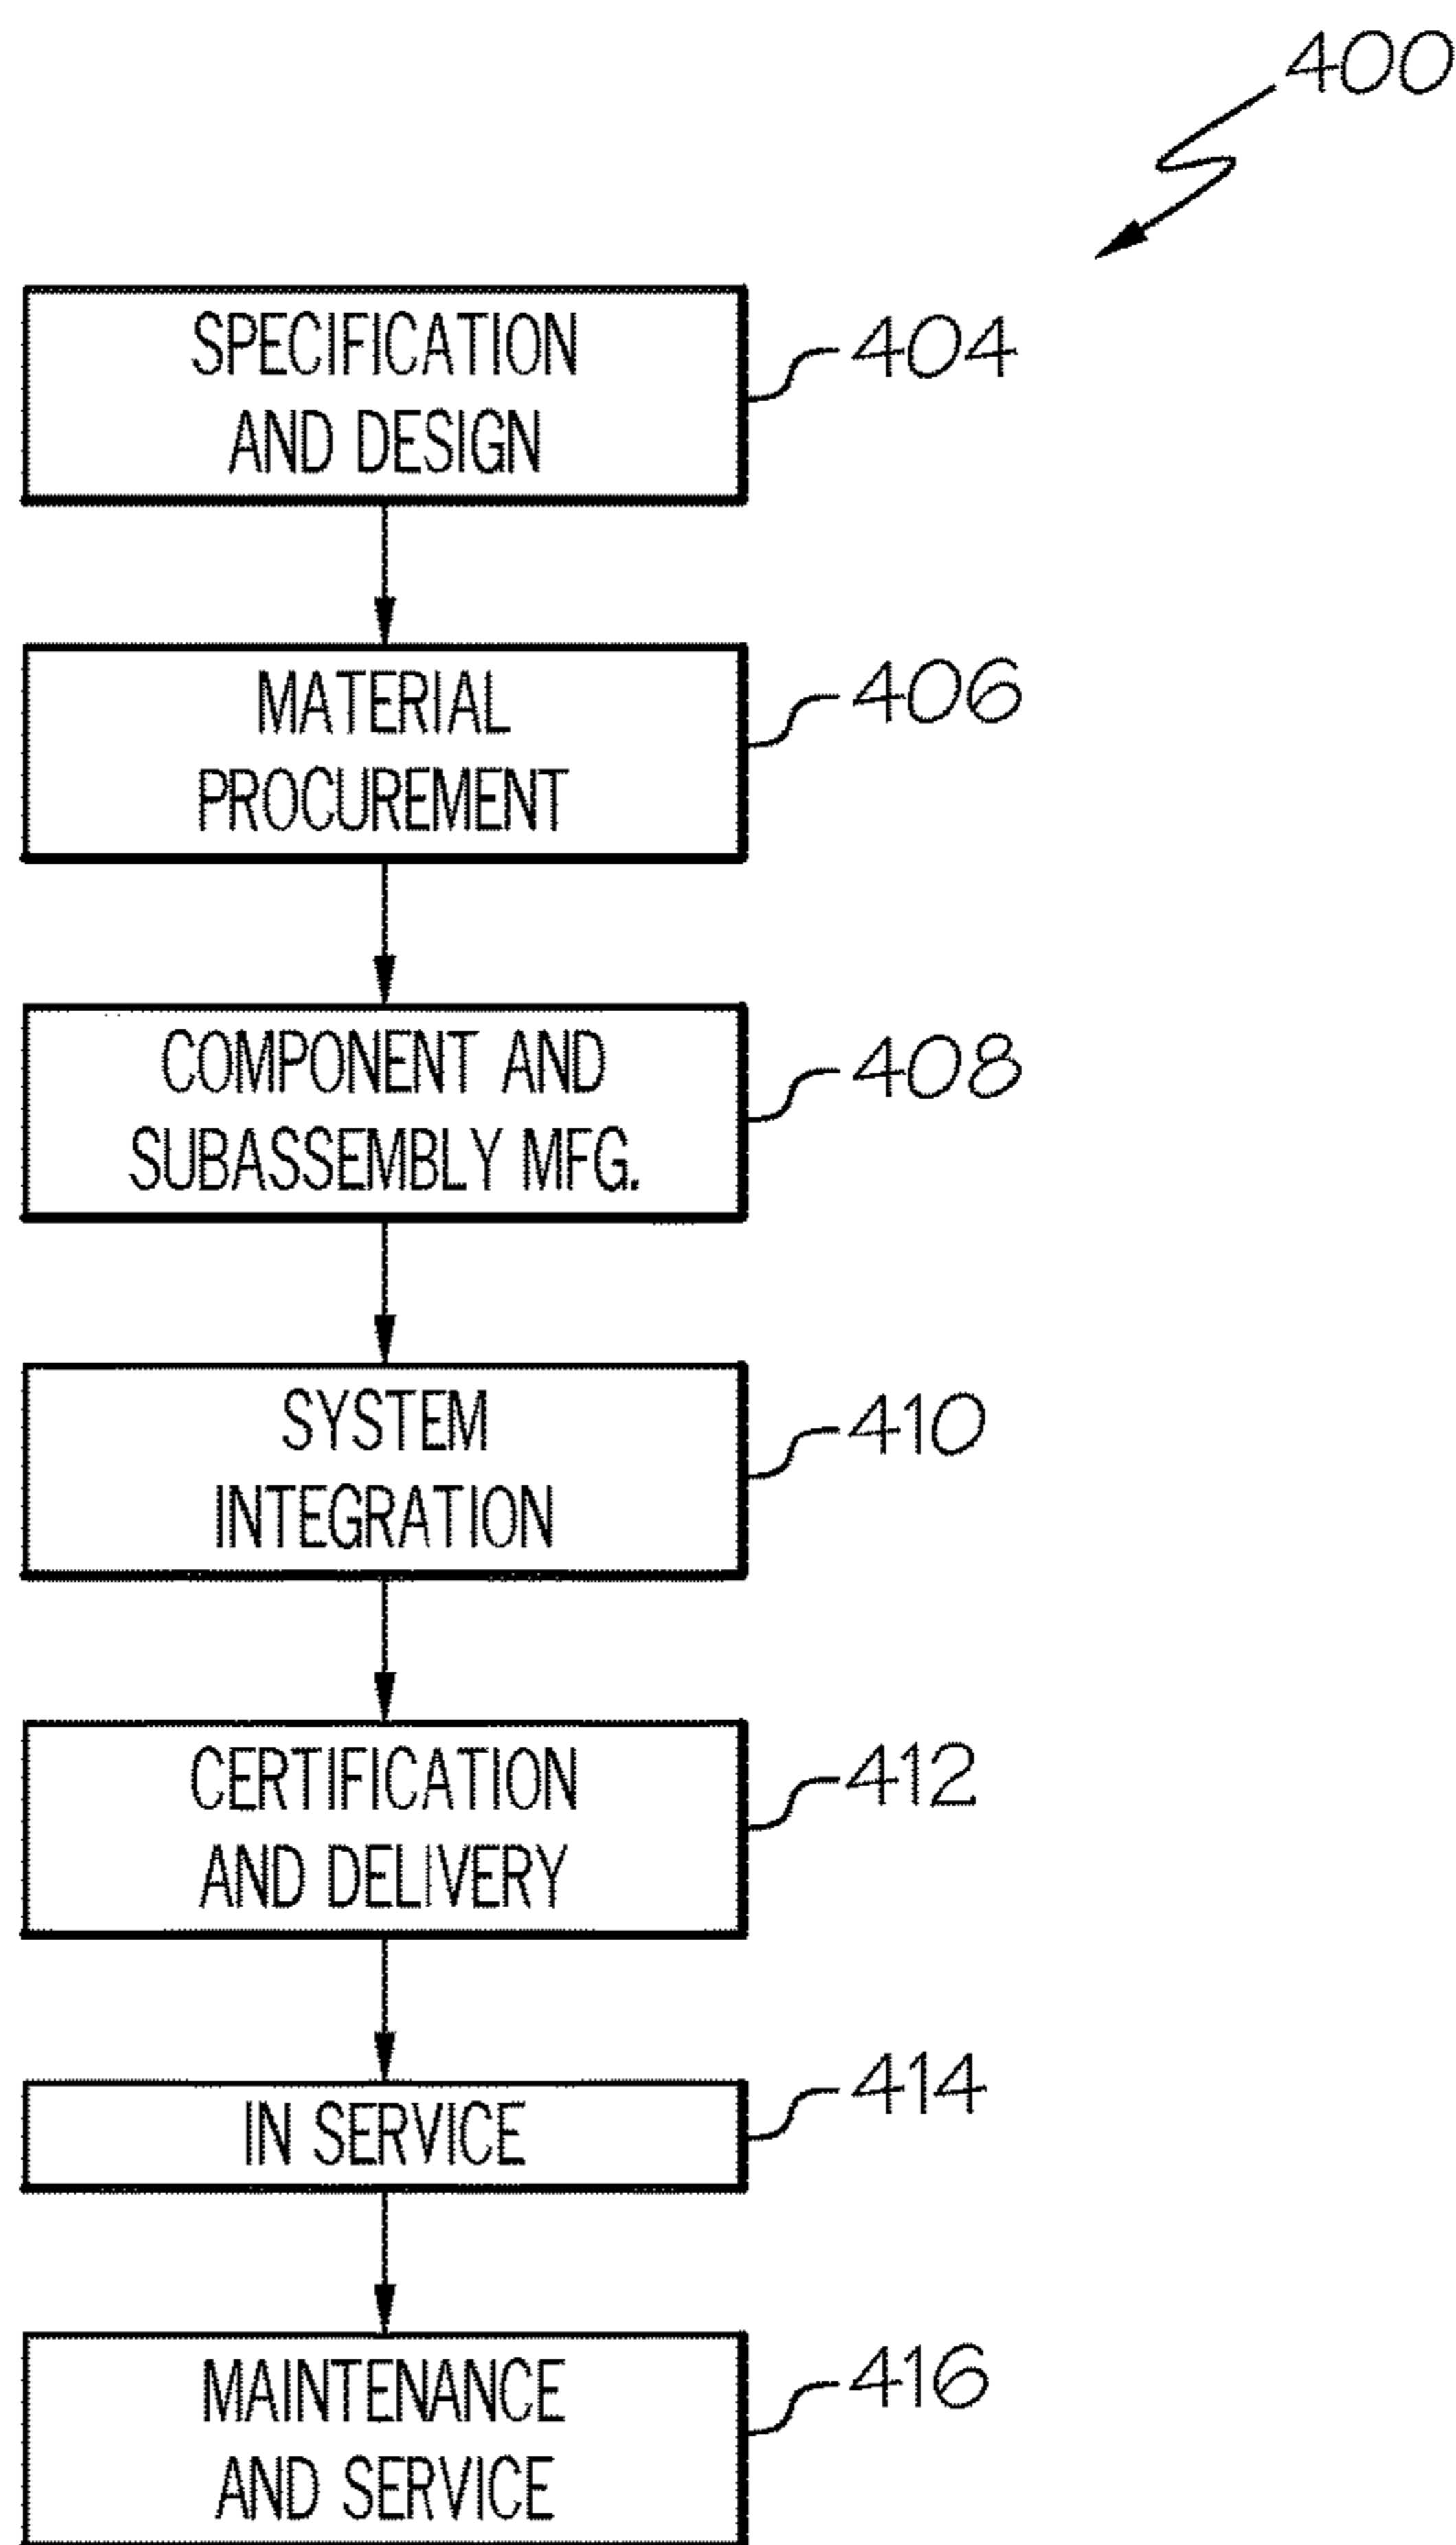 400
SPECIFICATION
AND DESIGN
404
MATERIAL
PROCUREMENT
406
COMPONENT AND
SUBASSEMBLY MFG.
408
SYSTEM
INTEGRATION
410
CERTIFICATION
AND DELIVERY
412
IN SERVICE
414
MAINTENANCE
AND SERVICE
416